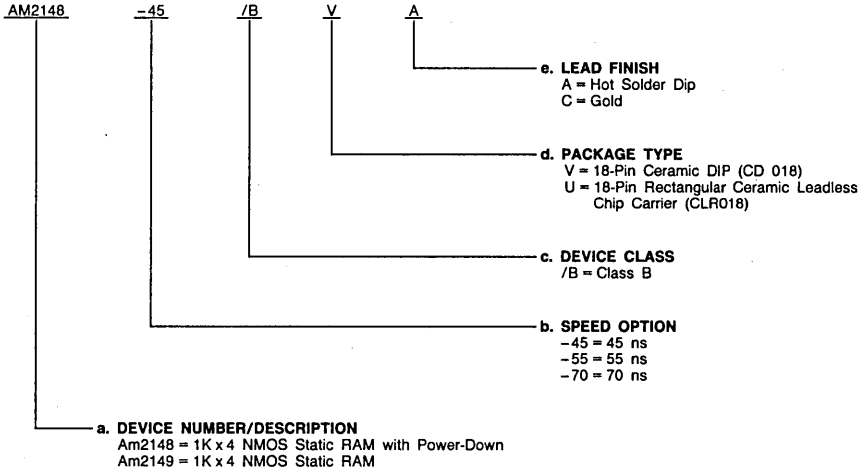 AM2148 -45 /B V A
e. LEAD FINISH
A = Hot Solder Dip
C = Gold
d. PACKAGE TYPE
V = 18-Pin Ceramic DIP (CD 018)
U = 18-Pin Rectangular Ceramic Leadless
Chip Carrier (CLR018)
c. DEVICE CLASS
/B = Class B
b. SPEED OPTION
-45 = 45 ns
-55 = 55 ns
-70 = 70 ns
a. DEVICE NUMBER/DESCRIPTION
Am2148 = 1K x 4 NMOS Static RAM with Power-Down
Am2149 = 1K x 4 NMOS Static RAM